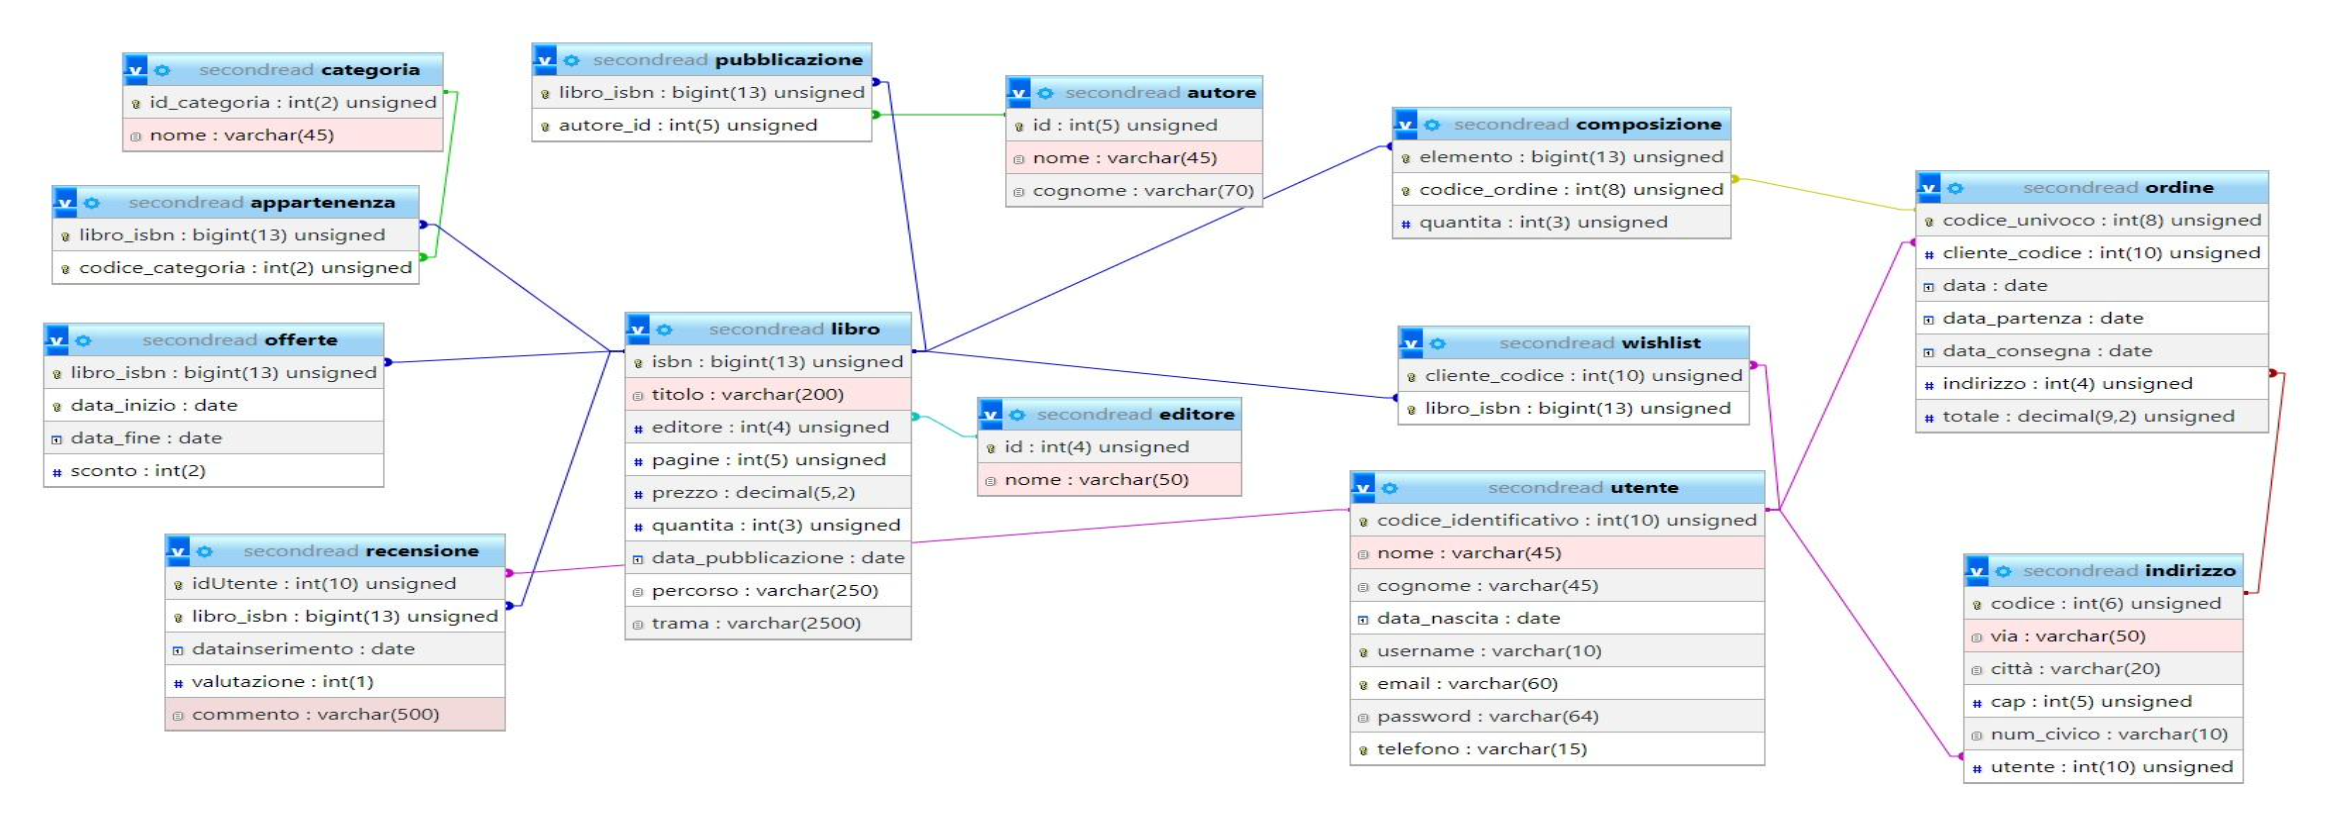 secondread categoria
id_categoria : int(2) unsigned
nome : varchar(45)
secondread pubblicazione
libro_isbn : bigint(13) unsigned
autore_id : int(5) unsigned
secondread autore
id : int(5) unsigned
nome : varchar(45)
cognome : varchar(70)
secondread composizione
elemento : bigint(13) unsigned
codice_ordine : int(8) unsigned
quantita : int(3) unsigned
secondread ordine
codice_univoco : int(8) unsigned
cliente_codice : int(10) unsigned
data : date
data_partenza : date
data_consegna : date
indirizzo : int(4) unsigned
totale : decimal(9,2) unsigned
secondread appartenenza
libro_isbn : bigint(13) unsigned
codice_categoria : int(2) unsigned
secondread offerte
libro_isbn : bigint(13) unsigned
data_inizio : date
data_fine : date
sconto : int(2)
secondread libro
isbn : bigint(13) unsigned
titolo : varchar(200)
editore : int(4) unsigned
pagine : int(5) unsigned
prezzo : decimal(5,2)
quantita : int(3) unsigned
data_pubblicazione : date
percorso : varchar(250)
trama : varchar(2500)
secondread editore
id : int(4) unsigned
nome : varchar(50)
secondread wishlist
cliente_codice : int(10) unsigned
libro_isbn : bigint(13) unsigned
secondread utente
codice_identificativo : int(10) unsigned
nome : varchar(45)
cognome : varchar(45)
data_nascita : date
username : varchar(10)
email : varchar(60)
password : varchar(64)
telefono : varchar(15)
secondread recensione
idUtente : int(10) unsigned
libro_isbn : bigint(13) unsigned
datainserimento : date
valutazione : int(1)
commento : varchar(500)
secondread indirizzo
codice : int(6) unsigned
via : varchar(50)
città : varchar(20)
cap : int(5) unsigned
num_civico : varchar(10)
utente : int(10) unsigned